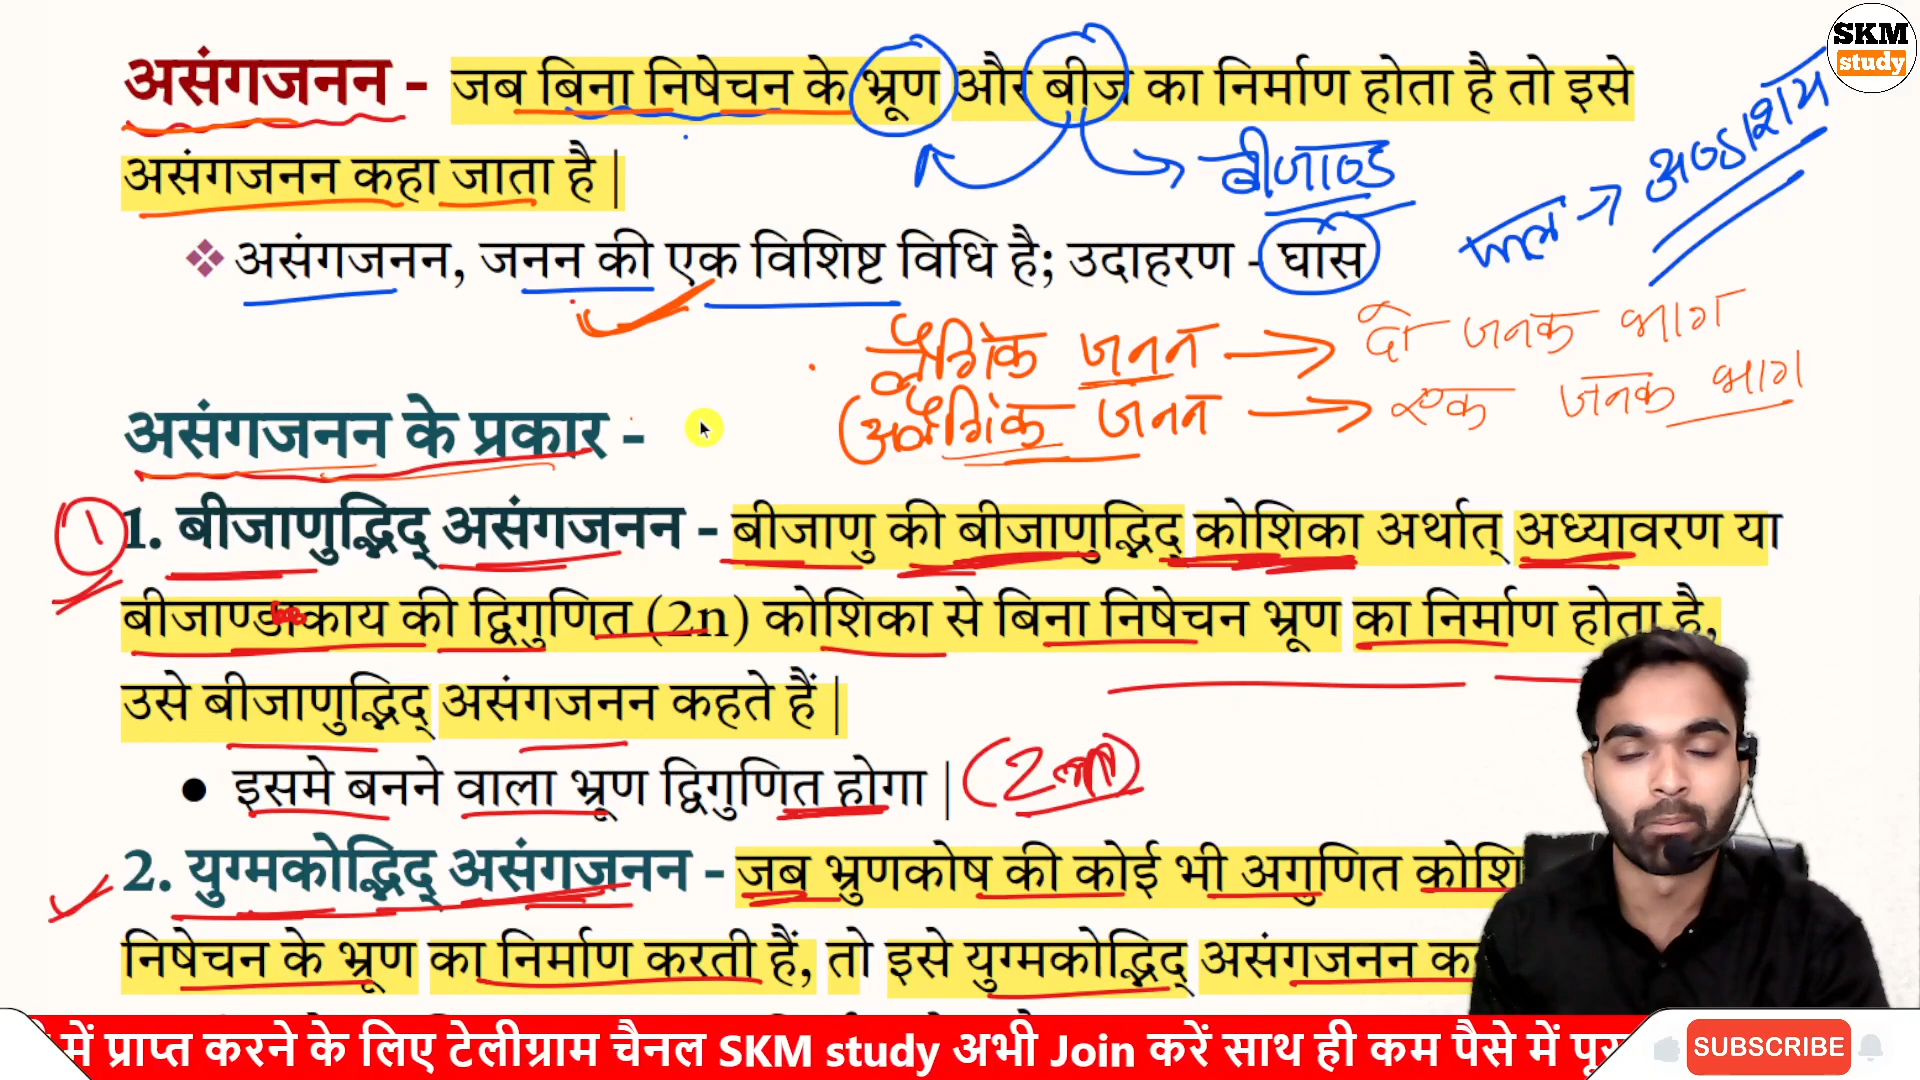 SKM
study
असंगजनन - जब बिना निषेचन के भ्रूण और बीज का निर्माण होता है तो इसे
असंगजनन कहा जाता है |
बीजाण्ड
फल → अण्डाशय
❖ असंगजनन, जनन की एक विशिष्ट विधि है; उदाहरण - घास
लैंगिक जनन → दो जनक भाग
(अलैंगिक जनन → एक जनक भाग
असंगजनन के प्रकार -
1. बीजाणुद्भिद् असंगजनन - बीजाणु की बीजाणुद्भिद् कोशिका अर्थात् अध्यावरण या
बीजाण्डकाय की द्विगुणित (2n) कोशिका से बिना निषेचन भ्रूण का निर्माण होता है,
उसे बीजाणुद्भिद् असंगजनन कहते हैं |
● इसमे बनने वाला भ्रूण द्विगुणित होगा |
2. युग्मकोद्भिद् असंगजनन - जब भ्रुणकोष की कोई भी अगुणित कोशि
निषेचन के भ्रूण का निर्माण करती हैं, तो इसे युग्मकोद्भिद् असंगजनन क
में प्राप्त करने के लिए टेलीग्राम चैनल SKM study अभी Join करें साथ ही कम पैसे में पूर
SUBSCRIBE